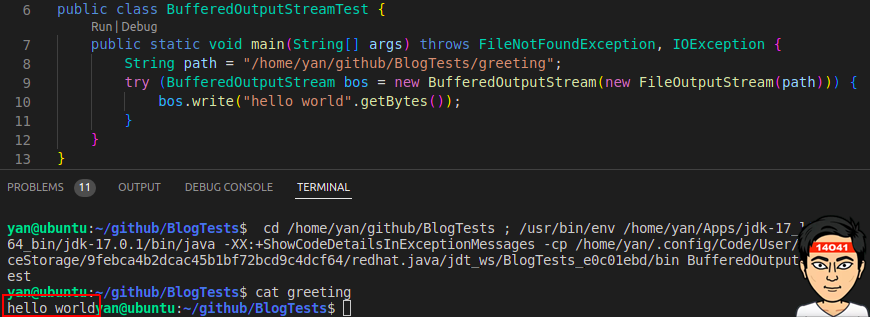 6 public class BufferedOutputStreamTest {
Run | Debug
7 public static void main(String[] args) throws FileNotFoundException, IOException {
8 String path = "/home/yan/github/BlogTests/greeting";
9 try (BufferedOutputStream bos = new BufferedOutputStream(new FileOutputStream(path))) {
10 bos.write("hello world".getBytes());
11 }
12 }
13 }
PROBLEMS 11 OUTPUT DEBUG CONSOLE TERMINAL
yan@ubuntu:~/github/BlogTests$ cd /home/yan/github/BlogTests ; /usr/bin/env /home/yan/Apps/jdk-17_
64_bin/jdk-17.0.1/bin/java -XX:+ShowCodeDetailsInExceptionMessages -cp /home/yan/.config/Code/User/
ceStorage/9febca4b2dcac45b1bf72bcd9c4dcf64/redhat.java/jdt_ws/BlogTests_e0c01ebd/bin BufferedOutput
est
yan@ubuntu:~/github/BlogTests$ cat greeting
hello worldyan@ubuntu:~/github/BlogTests$
14041